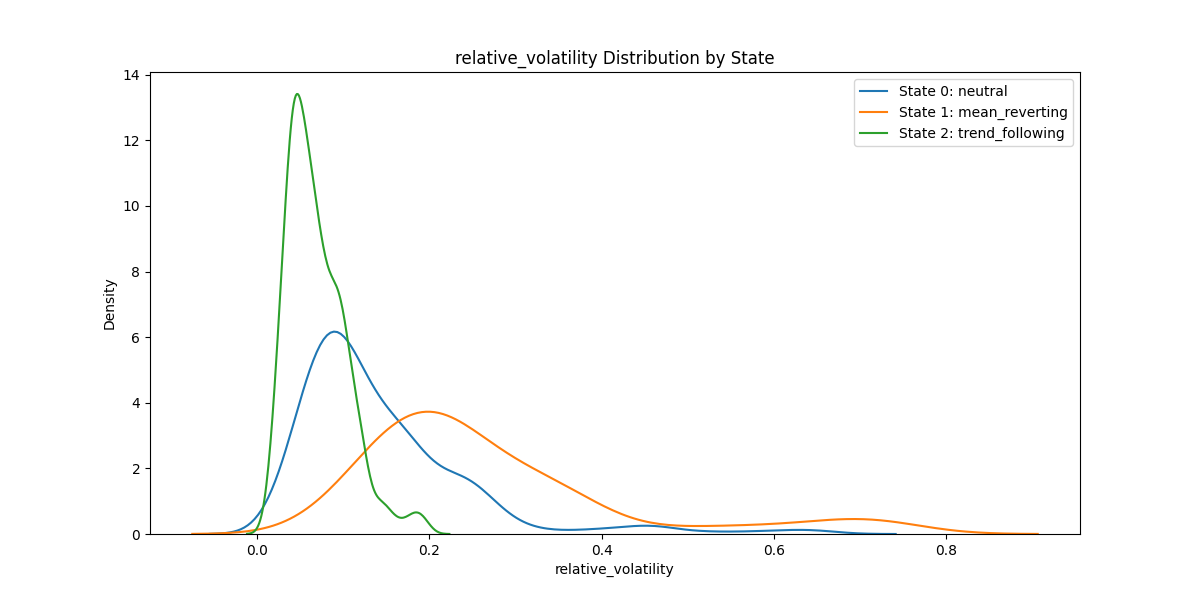 relative_volatility Distribution by State
State 0: neutral
State 1: mean_reverting
State 2: trend_following
14
12
10
8
6
4
2
0
Density
0.0 0.2 0.4 0.6 0.8
relative_volatility